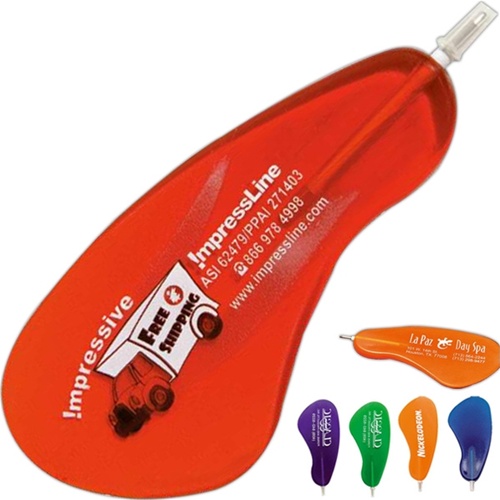 !mpressive
FREE
SHIPPING
!mpressLine
ASI 62479/PPAI 271403
866 978 4998
www.impressline.com
La Paz Day Spa
NICKELODEON